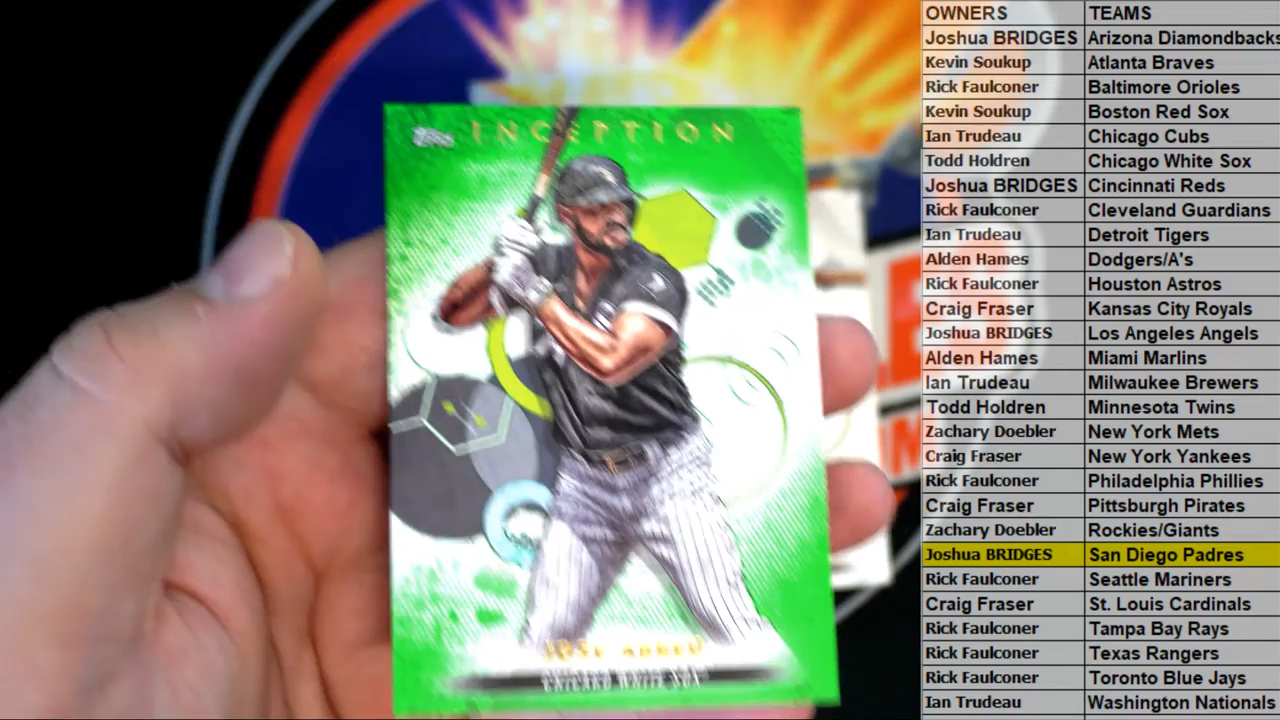 OWNERS TEAMS
Joshua BRIDGES Arizona Diamondbacks
Kevin Soukup Atlanta Braves
Rick Faulconer Baltimore Orioles
Kevin Soukup Boston Red Sox
Ian Trudeau Chicago Cubs
Todd Holdren Chicago White Sox
Joshua BRIDGES Cincinnati Reds
Rick Faulconer Cleveland Guardians
Ian Trudeau Detroit Tigers
Alden Hames Dodgers/A's
Rick Faulconer Houston Astros
Craig Fraser Kansas City Royals
Joshua BRIDGES Los Angeles Angels
Alden Hames Miami Marlins
Ian Trudeau Milwaukee Brewers
Todd Holdren Minnesota Twins
Zachary Doebler New York Mets
Craig Fraser New York Yankees
Rick Faulconer Philadelphia Phillies
Craig Fraser Pittsburgh Pirates
Zachary Doebler Rockies/Giants
Joshua BRIDGES San Diego Padres
Rick Faulconer Seattle Mariners
Craig Fraser St. Louis Cardinals
Rick Faulconer Tampa Bay Rays
Rick Faulconer Texas Rangers
Rick Faulconer Toronto Blue Jays
Ian Trudeau Washington Nationals
Topps INCEPTION
JOSE ABREU
CHICAGO WHITE SOX